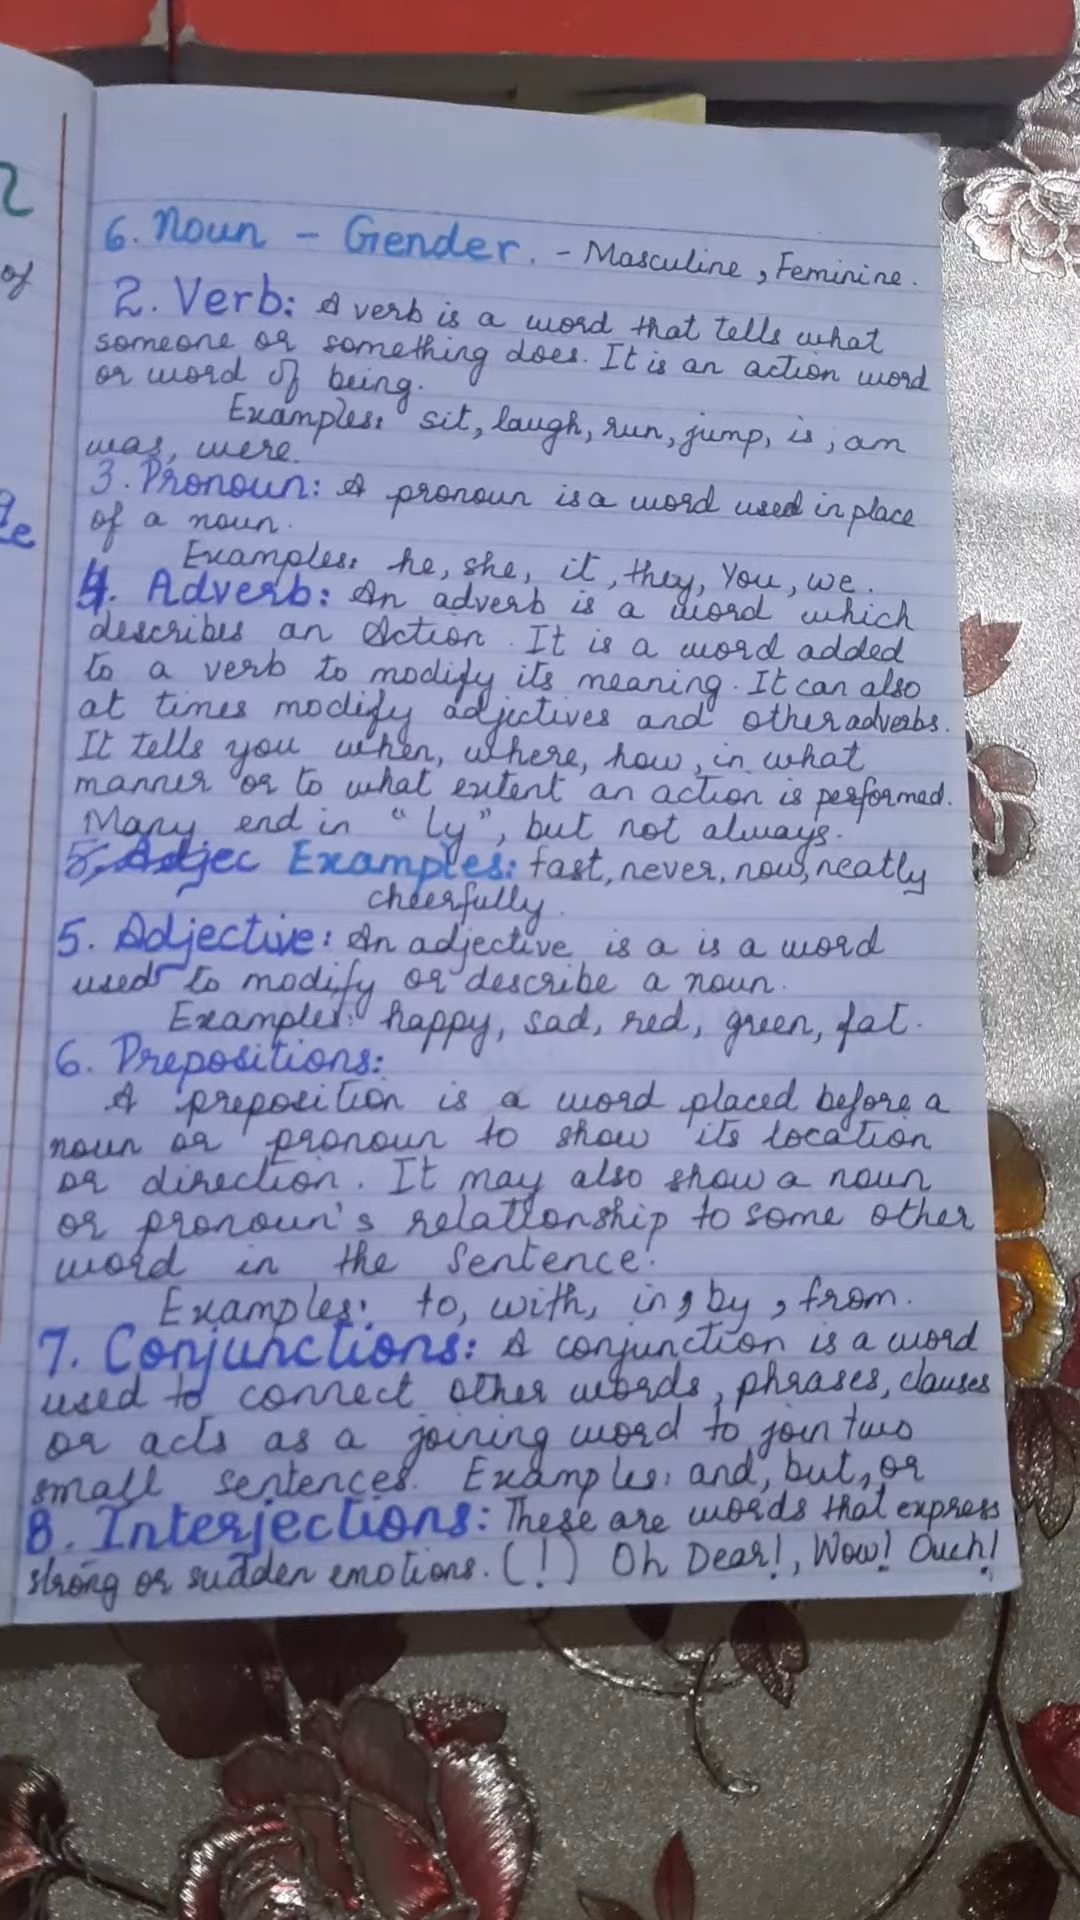 2
of
6. Noun - Gender. - Masculine, Feminine.
2. Verb: A verb is a word that tells what
someone or something does. It is an action word
or word of being.
Examples: sit, laugh, run, jump, is, am
was, were.
3. Pronoun: A pronoun is a word used in place
of a noun.
Examples: he, she, it, they, You, we.
4. Adverb: An adverb is a word which
describes an Action. It is a word added
to a verb to modify its meaning. It can also
at times modify adjectives and other adverbs.
It tells you when, where, how, in what
manner or to what extent an action is performed.
Many end in "ly", but not always.
5. Adjec Examples: fast, never, now, neatly
cheerfully.
5. Adjective: An adjective is a is a word
used to modify or describe a noun.
Examples: happy, sad, red, green, fat.
6. Prepositions:
A preposition is a word placed before a
noun or pronoun to show its location
or direction. It may also show a noun
or pronoun's relationship to some other
word in the Sentence.
Examples: to, with, in, by, from.
7. Conjunctions: A conjunction is a word
used to connect other words, phrases, clauses
or acts as a joining word to join two
small sentences. Examples: and, but, or
8. Interjections: These are words that express
strong or sudden emotions. (!) Oh Dear!, Wow! Ouch!